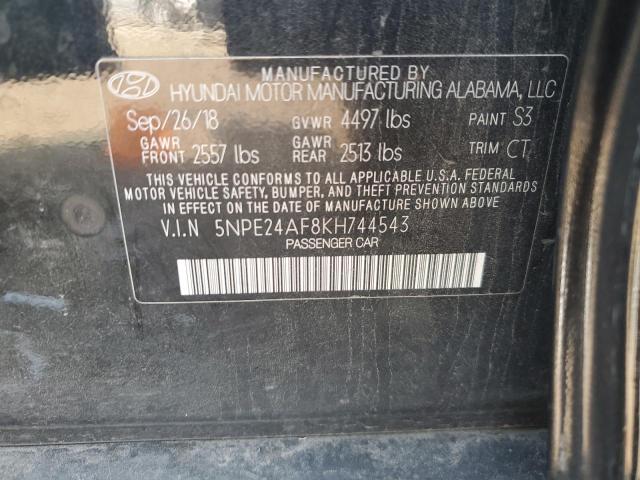 MANUFACTURED BY
HYUNDAI MOTOR MANUFACTURING ALABAMA, LLC
Sep/26/18 GVWR 4497 lbs PAINT S3
GAWR FRONT 2557 lbs GAWR REAR 2513 lbs TRIM CT
THIS VEHICLE CONFORMS TO ALL APPLICABLE U.S.A. FEDERAL
MOTOR VEHICLE SAFETY, BUMPER, AND THEFT PREVENTION STANDARDS
IN EFFECT ON THE DATE OF MANUFACTURE SHOWN ABOVE.
V.I.N 5NPE24AF8KH744543
PASSENGER CAR